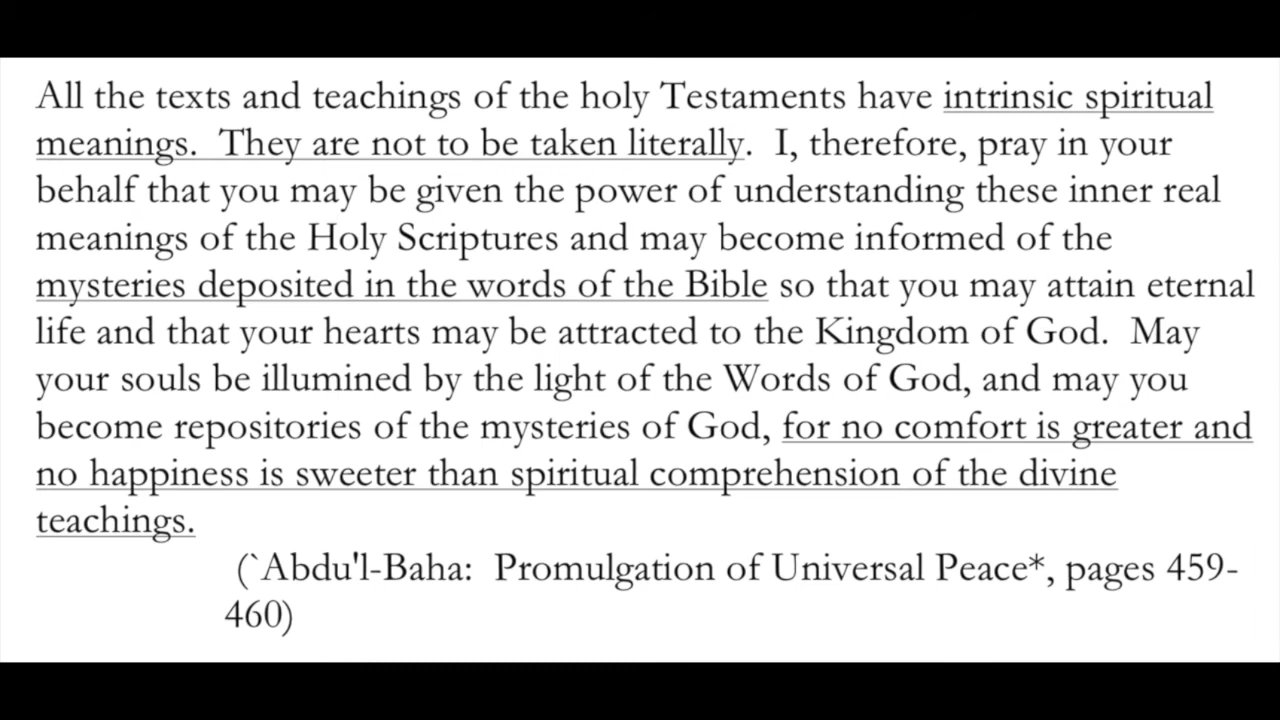 All the texts and teachings of the holy Testaments have intrinsic spiritual
meanings.  They are not to be taken literally.  I, therefore, pray in your
behalf that you may be given the power of understanding these inner real
meanings of the Holy Scriptures and may become informed of the
mysteries deposited in the words of the Bible so that you may attain eternal
life and that your hearts may be attracted to the Kingdom of God.  May
your souls be illumined by the light of the Words of God, and may you
become repositories of the mysteries of God, for no comfort is greater and
no happiness is sweeter than spiritual comprehension of the divine
teachings.
(`Abdu'l-Baha:  Promulgation of Universal Peace*, pages 459-
460)